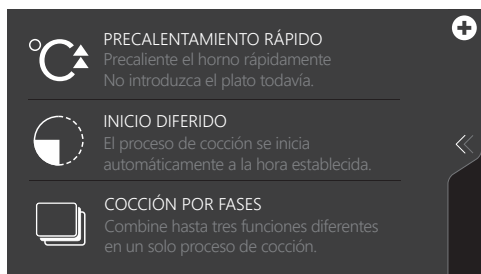 °C
PRECALENTAMIENTO RÁPIDO
Precaliente el horno rápidamente
No introduzca el plato todavía.
INICIO DIFERIDO
El proceso de cocción se inicia
automáticamente a la hora establecida.
COCCIÓN POR FASES
Combine hasta tres funciones diferentes
en un solo proceso de cocción.